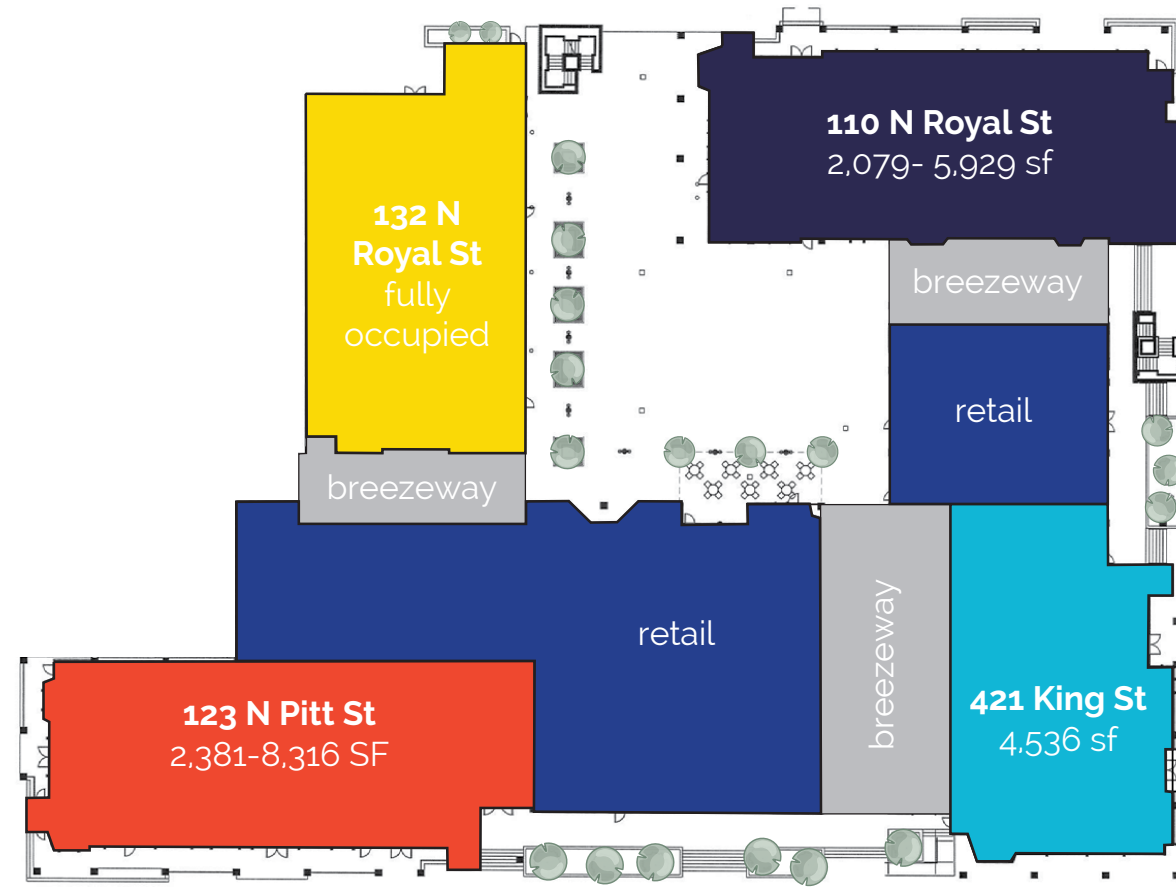 110 N Royal St
2,079- 5,929 sf
132 N
Royal St
fully
occupied
breezeway
retail
breezeway
retail
breezeway
123 N Pitt St
2,381-8,316 SF
421 King St
4,536 sf